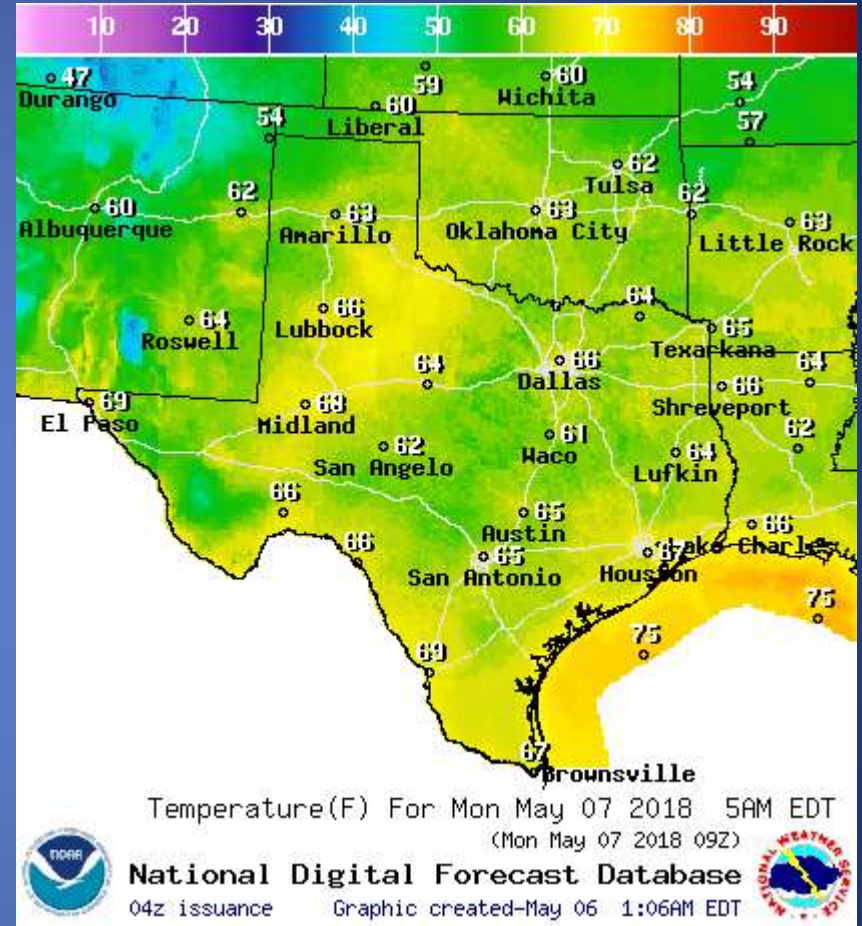 10 20 30 40 50 60 70 80 90
47 Durango
59
60 Wichita
54
60 Liberal
54
57
62 Tulsa
60 Albuquerque
62
63 Amarillo
63 Oklahoma City
62
63 Little Rock
64 Roswell
66 Lubbock
64
65 Texarkana
66 Dallas
64
64
66 Shreveport
69 El Paso
Midland
62 San Angelo
61 Waco
64 Lufkin
62
66
65 Austin
66 Lake Charles
66
65 San Antonio
67 Houston
75
75
69
67 Brownsville
Temperature(F) For Mon May 07 2018 5AM EDT
(Mon May 07 2018 09Z)
NOAA
NATIONAL WEATHER SERVICE
National Digital Forecast Database
04z issuance Graphic created-May 06 1:06AM EDT